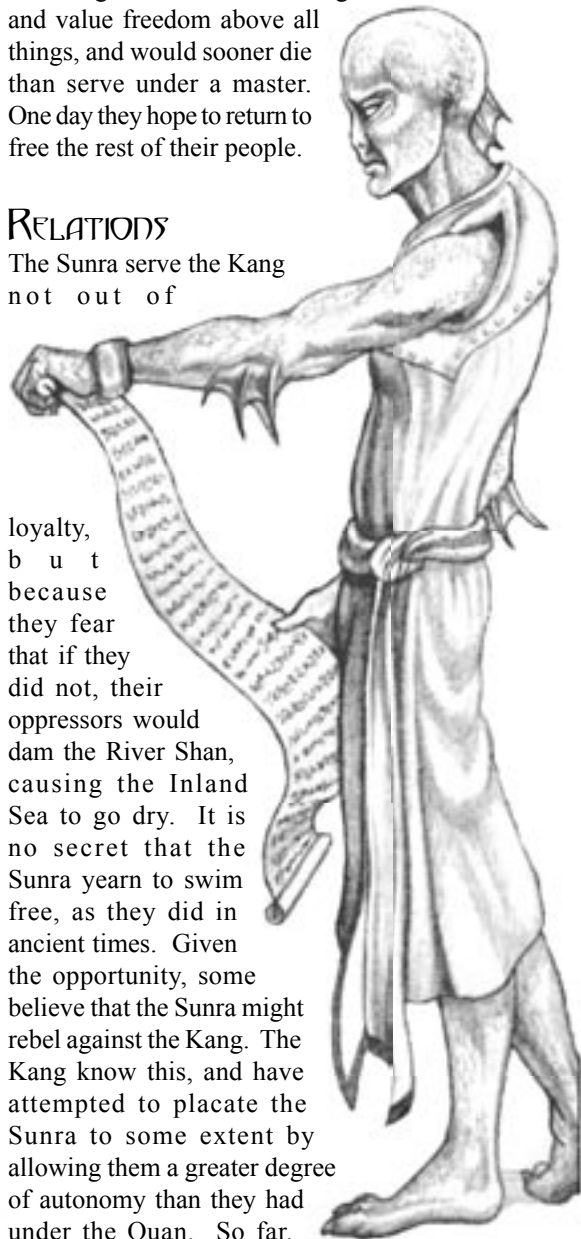 and value freedom above all
things, and would sooner die
than serve under a master.
One day they hope to return to
free the rest of their people.
RELATIONS
The Sunra serve the Kang
not out of
loyalty,
but
because
they fear
that if they
did not, their
oppressors would
dam the River Shan,
causing the Inland
Sea to go dry. It is
no secret that the
Sunra yearn to swim
free, as they did in
ancient times. Given
the opportunity, some
believe that the Sunra might
rebel against the Kang. The
Kang know this, and have
attempted to placate the
Sunra to some extent by
allowing them a greater degree
of autonomy than they had
under the Quan. So far,